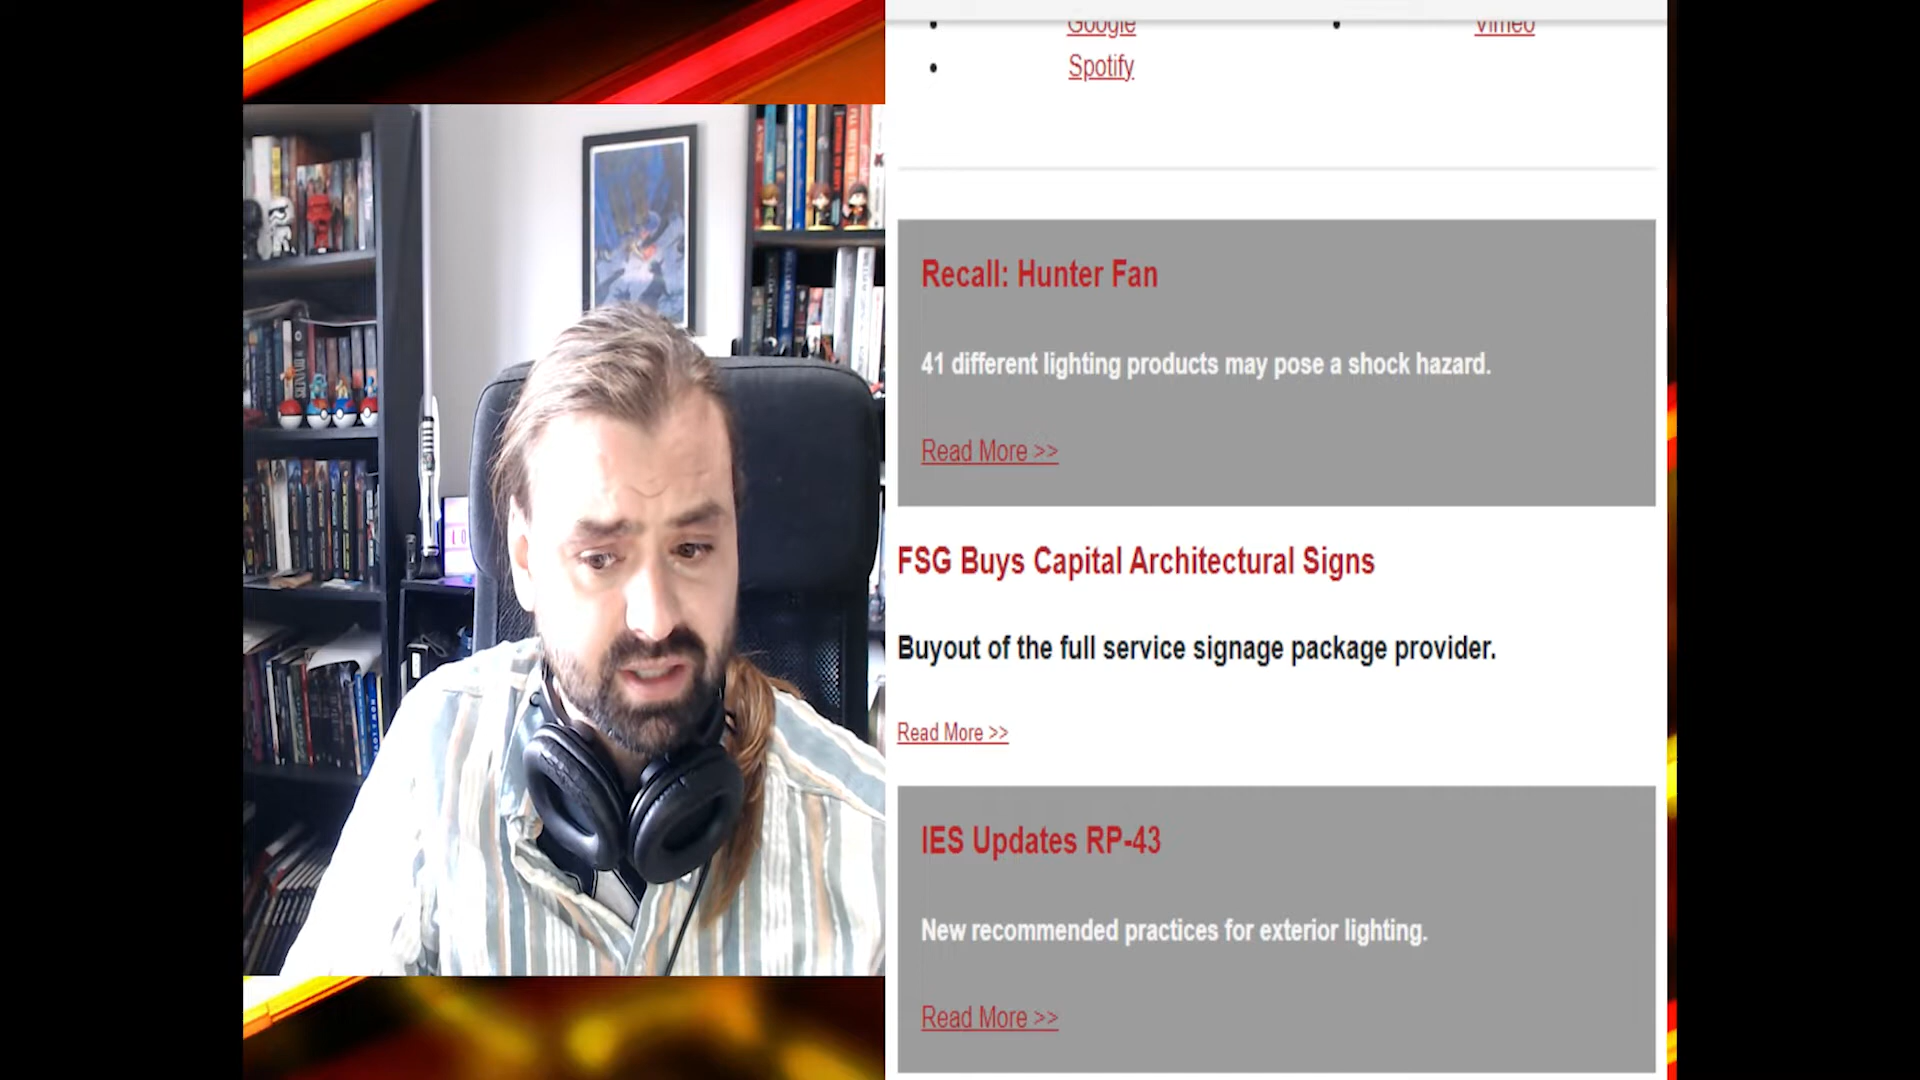 Google
Vimeo
Spotify
Recall: Hunter Fan
41 different lighting products may pose a shock hazard.
Read More >>
FSG Buys Capital Architectural Signs
Buyout of the full service signage package provider.
Read More >>
IES Updates RP-43
New recommended practices for exterior lighting.
Read More >>